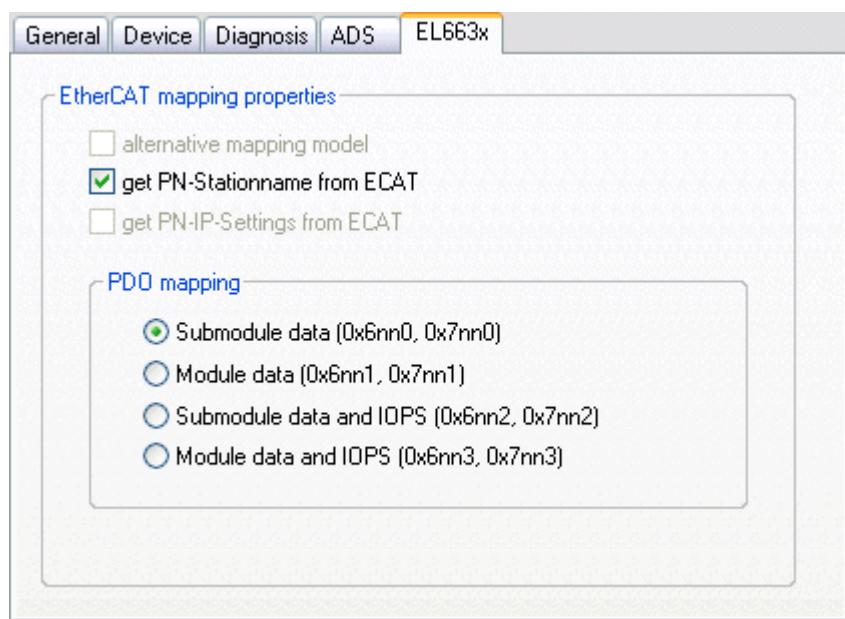 General Device Diagnosis ADS EL663x
EtherCAT mapping properties
alternative mapping model
get PN-Stationname from ECAT
get PN-IP-Settings from ECAT
PDO mapping
Submodule data (0x6nn0, 0x7nn0)
Module data (0x6nn1, 0x7nn1)
Submodule data and IOPS (0x6nn2, 0x7nn2)
Module data and IOPS (0x6nn3, 0x7nn3)